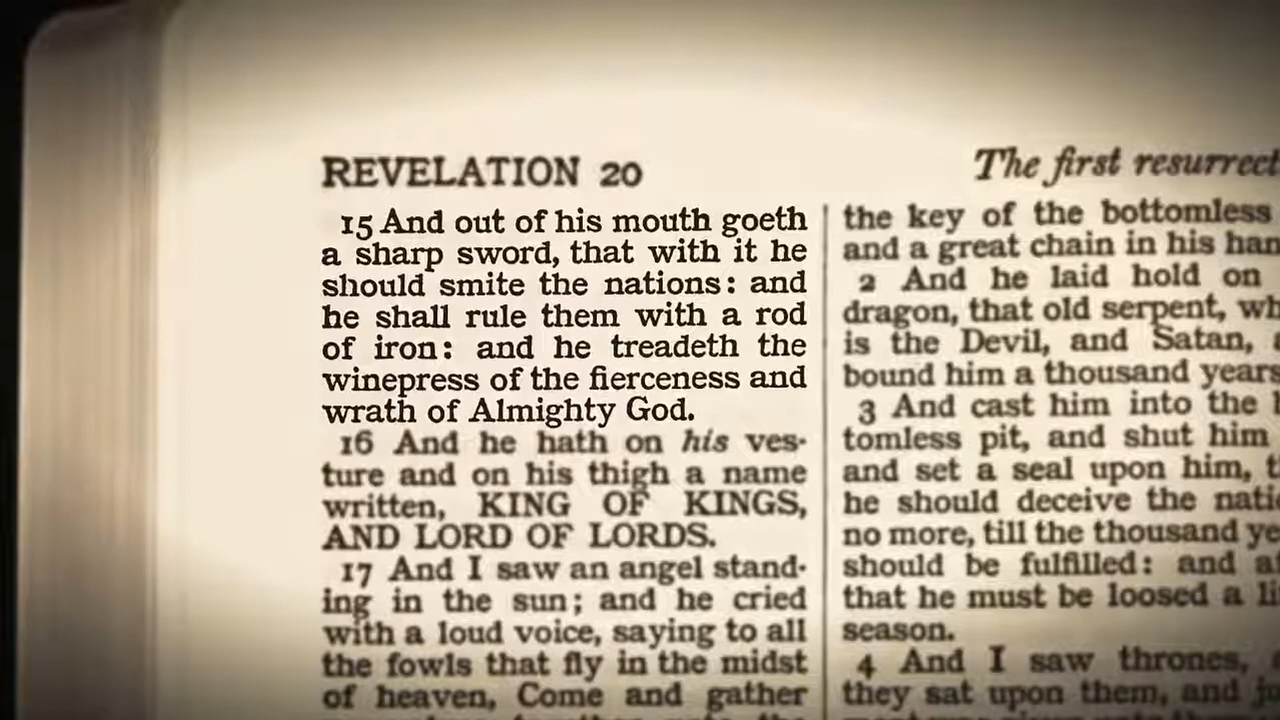 REVELATION 20
The first
15 And out of his mouth goeth
a sharp sword, that with it he
should smite the nations: and
he shall rule them with a rod
of iron: and he treadeth the
winepress of the fierceness and
wrath of Almighty God.
16 And he hath on his ves-
ture and on his thigh a name
written, KING OF KINGS,
AND LORD OF LORDS.
17 And I saw an angel stand-
ing in the sun; and he cried
with a loud voice, saying to all
the fowls that fly in the midst
of heaven, Come and gather
the key of the bottomless
and a great chain in his
2 And he laid hold on
dragon, that old serpent,
is the Devil, and Satan,
bound him a thousand years
3 And cast him into the
tomless pit, and shut him
and set a seal upon him,
he should deceive the
no more, till the thousand
should be fulfilled: and
that he must be loosed a
season.
4 And I saw thrones,
they sat upon them, and